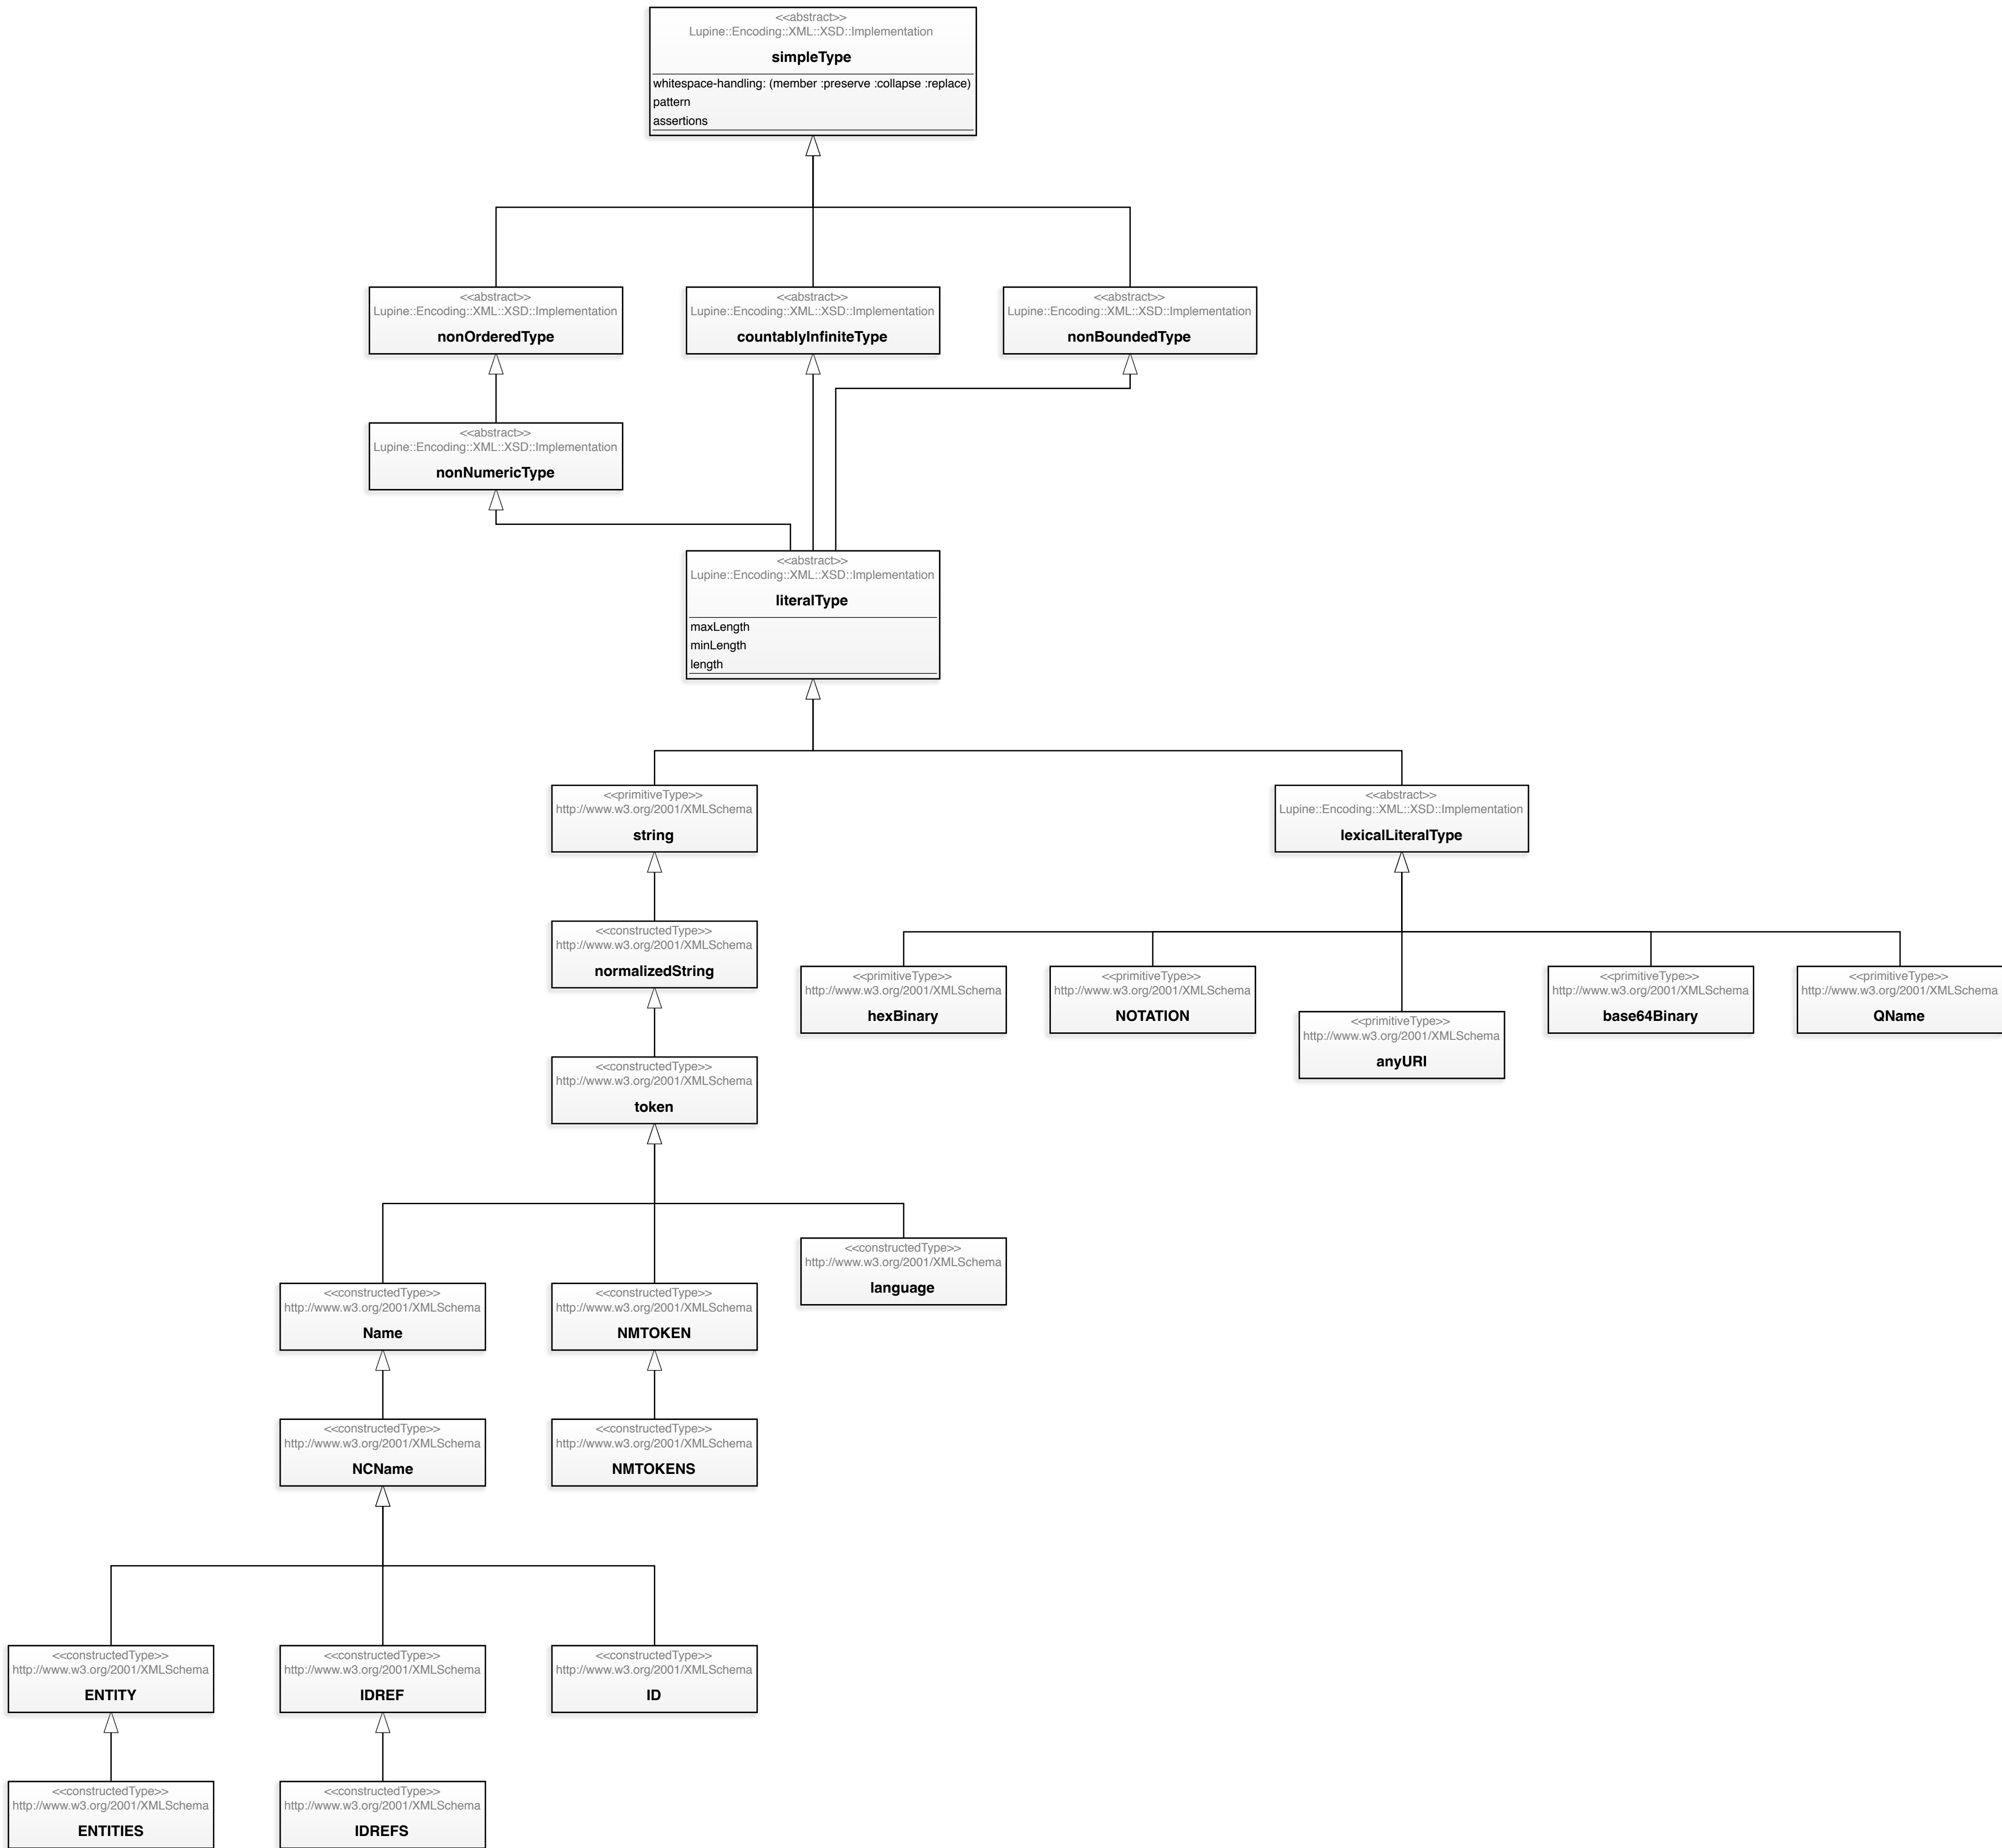 <<abstract>>
Lupine::Encoding::XML::XSD::Implementation
simpleType
whitespace-handling: (member :preserve :collapse :replace)
pattern
assertions
<<abstract>>
Lupine::Encoding::XML::XSD::Implementation
nonOrderedType
<<abstract>>
Lupine::Encoding::XML::XSD::Implementation
countablyInfiniteType
<<abstract>>
Lupine::Encoding::XML::XSD::Implementation
nonBoundedType
<<abstract>>
Lupine::Encoding::XML::XSD::Implementation
nonNumericType
<<abstract>>
Lupine::Encoding::XML::XSD::Implementation
literalType
maxLength
minLength
length
<<primitiveType>>
http://www.w3.org/2001/XMLSchema
string
<<abstract>>
Lupine::Encoding::XML::XSD::Implementation
lexicalLiteralType
<<constructedType>>
http://www.w3.org/2001/XMLSchema
normalizedString
<<primitiveType>>
http://www.w3.org/2001/XMLSchema
hexBinary
<<primitiveType>>
http://www.w3.org/2001/XMLSchema
NOTATION
<<primitiveType>>
http://www.w3.org/2001/XMLSchema
anyURI
<<primitiveType>>
http://www.w3.org/2001/XMLSchema
base64Binary
<<primitiveType>>
http://www.w3.org/2001/XMLSchema
QName
<<constructedType>>
http://www.w3.org/2001/XMLSchema
token
<<constructedType>>
http://www.w3.org/2001/XMLSchema
language
<<constructedType>>
http://www.w3.org/2001/XMLSchema
Name
<<constructedType>>
http://www.w3.org/2001/XMLSchema
NMTOKEN
<<constructedType>>
http://www.w3.org/2001/XMLSchema
NCName
<<constructedType>>
http://www.w3.org/2001/XMLSchema
NMTOKENS
<<constructedType>>
http://www.w3.org/2001/XMLSchema
ENTITY
<<constructedType>>
http://www.w3.org/2001/XMLSchema
IDREF
<<constructedType>>
http://www.w3.org/2001/XMLSchema
ID
<<constructedType>>
http://www.w3.org/2001/XMLSchema
ENTITIES
<<constructedType>>
http://www.w3.org/2001/XMLSchema
IDREFS